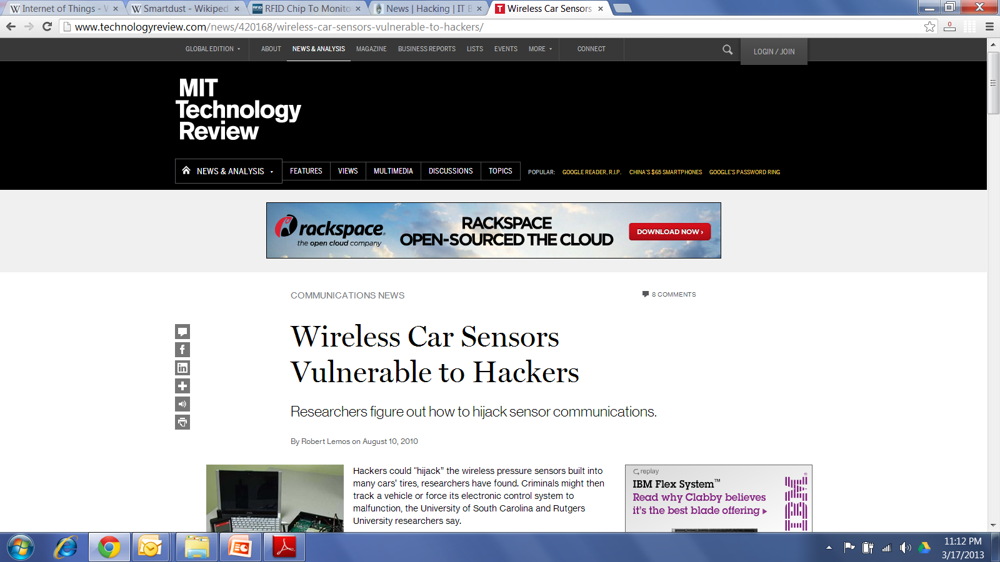 Internet of Things - W
Smartdust - Wikiped
RFID Chip To Monito
News | Hacking | IT B
Wireless Car Sensors
www.technologyreview.com/news/420168/wireless-car-sensors-vulnerable-to-hackers/
0
GLOBAL EDITION
ABOUT
NEWS & ANALYSIS
MAGAZINE
BUSINESS REPORTS
LISTS
EVENTS
MORE
CONNECT
LOGIN / JOIN
MIT
Technology
Review
NEWS & ANALYSIS
FEATURES
VIEWS
MULTIMEDIA
DISCUSSIONS
TOPICS
POPULAR:
GOOGLE READER, R.I.P.
CHINA'S $65 SMARTPHONES
GOOGLE'S PASSWORD RING
rackspace®
the open cloud company
RACKSPACE
OPEN-SOURCED THE CLOUD
DOWNLOAD NOW ›
COMMUNICATIONS NEWS
8 COMMENTS
Wireless Car Sensors
Vulnerable to Hackers
Researchers figure out how to hijack sensor communications.
By Robert Lemos on August 10, 2010
Hackers could “hijack” the wireless pressure sensors built into
many cars’ tires, researchers have found. Criminals might then
track a vehicle or force its electronic control system to
malfunction, the University of South Carolina and Rutgers
University researchers say.
replay
IBM Flex System™
Read why Clabby believes
it's the best blade offering
IBM®
11:12 PM
3/17/2013